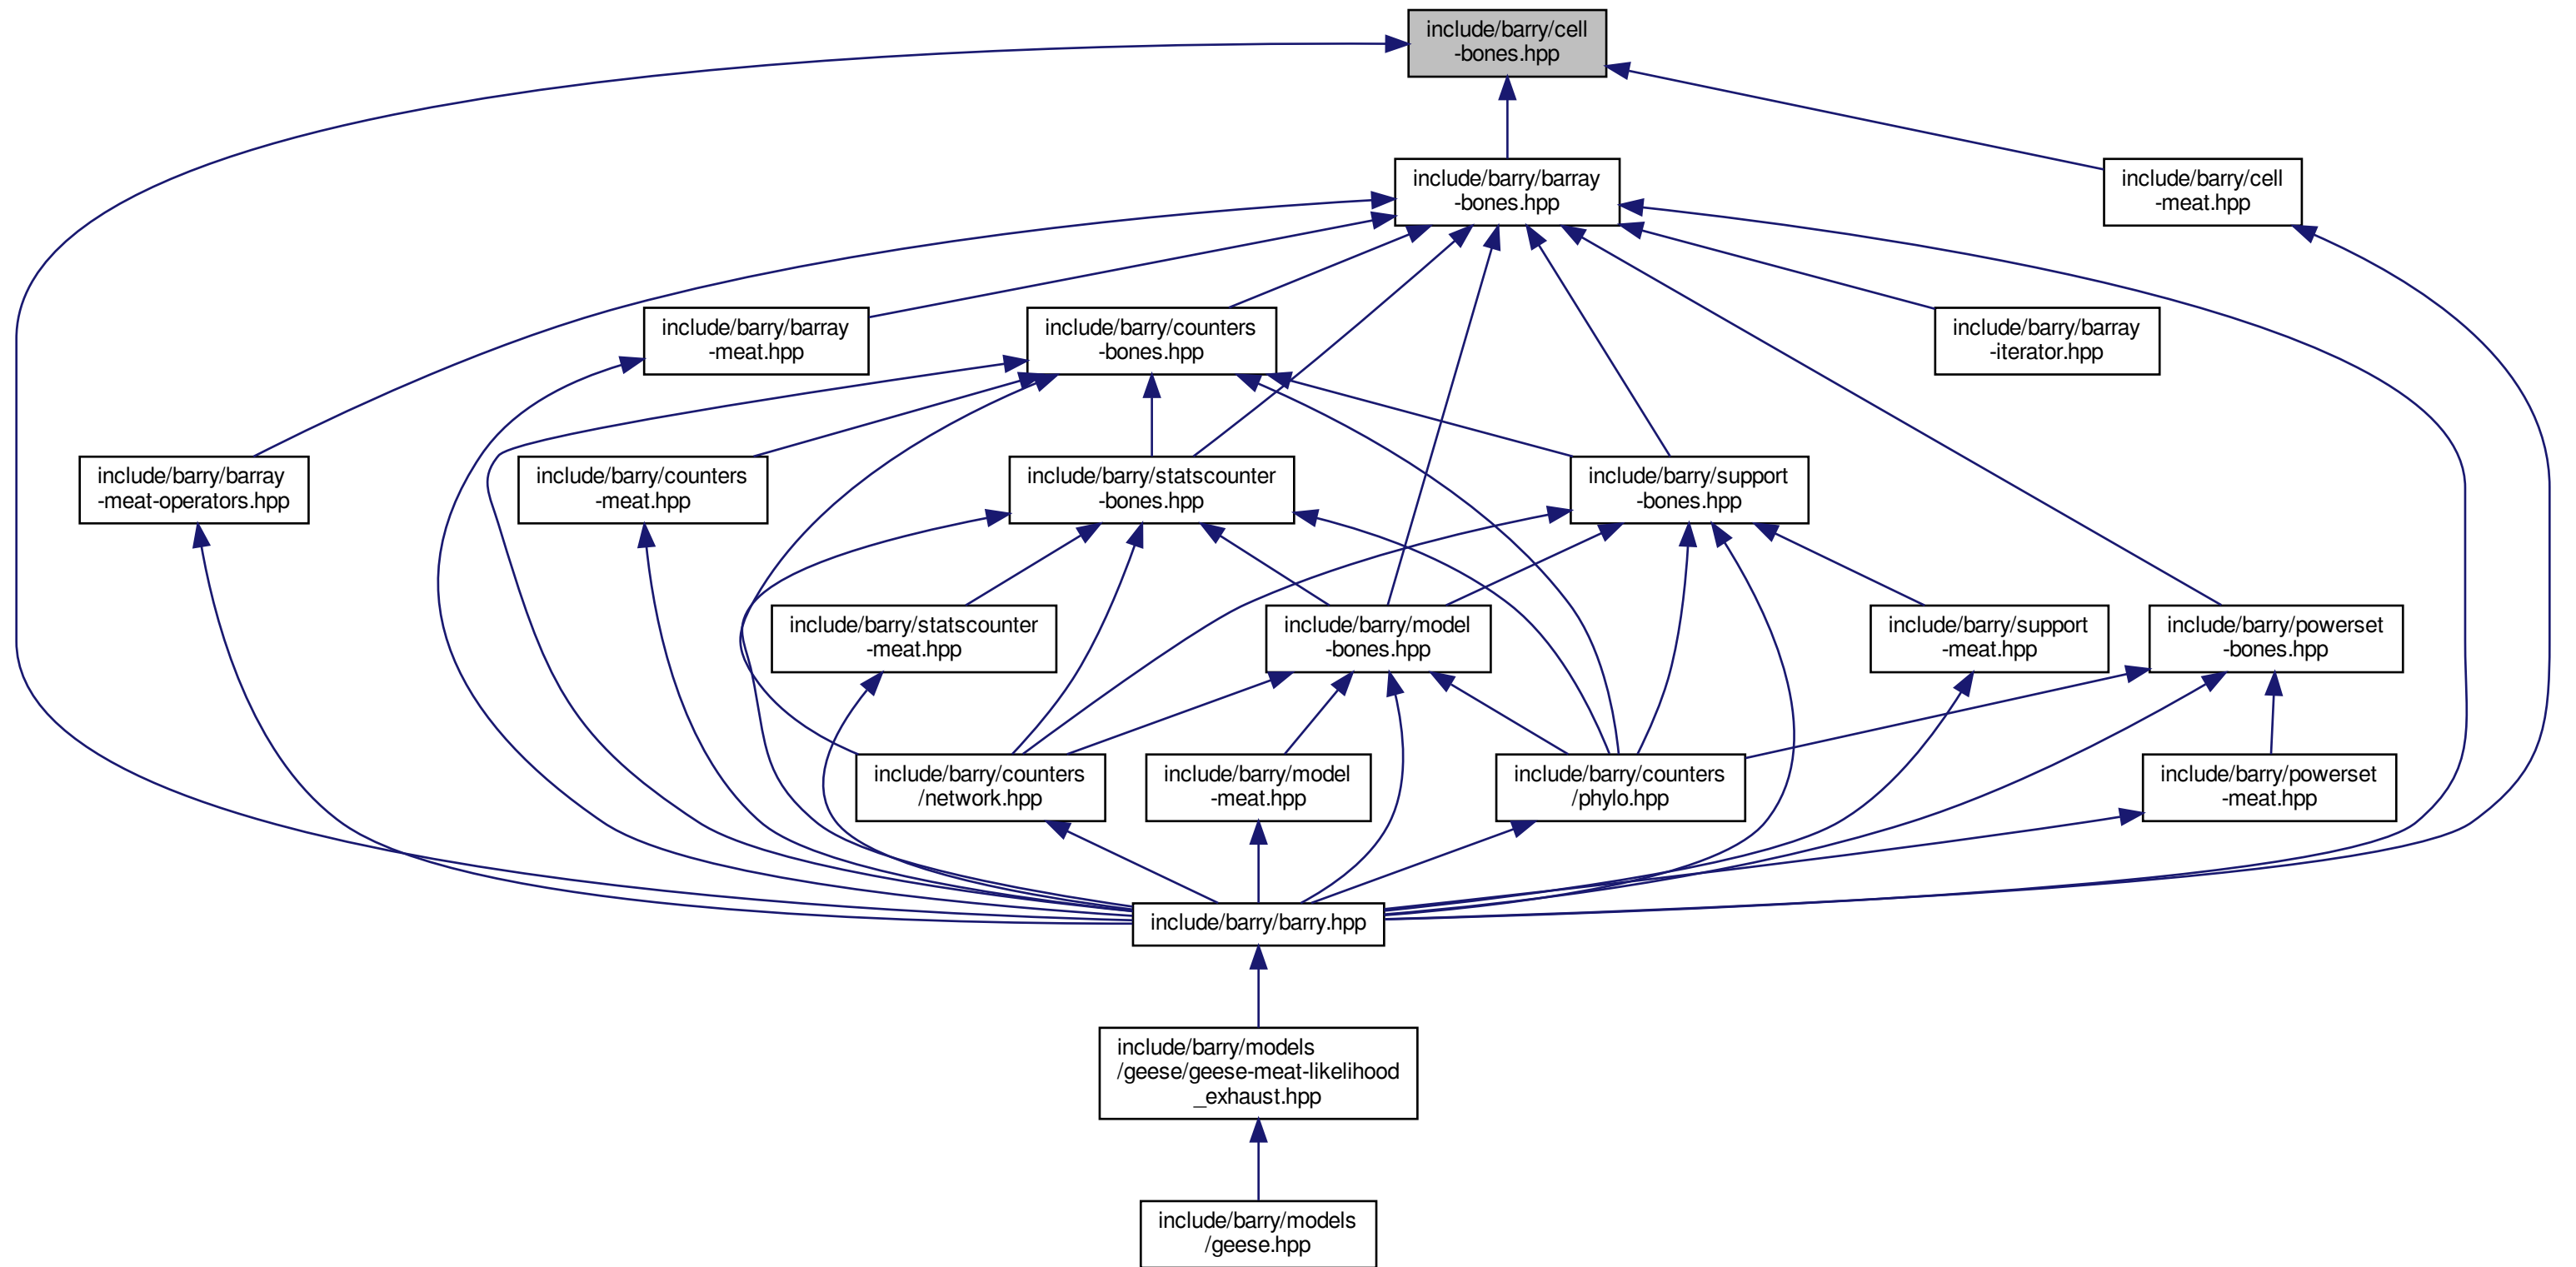 include/barry/cell
-bones.hpp
include/barry/barray
-bones.hpp
include/barry/cell
-meat.hpp
include/barry/barray
-meat.hpp
include/barry/counters
-bones.hpp
include/barry/barray
-iterator.hpp
include/barry/barray
-meat-operators.hpp
include/barry/counters
-meat.hpp
include/barry/statscounter
-bones.hpp
include/barry/support
-bones.hpp
include/barry/statscounter
-meat.hpp
include/barry/model
-bones.hpp
include/barry/support
-meat.hpp
include/barry/powerset
-bones.hpp
include/barry/counters
/network.hpp
include/barry/model
-meat.hpp
include/barry/counters
/phylo.hpp
include/barry/powerset
-meat.hpp
include/barry/barry.hpp
include/barry/models
/geese/geese-meat-likelihood
_exhaust.hpp
include/barry/models
/geese.hpp